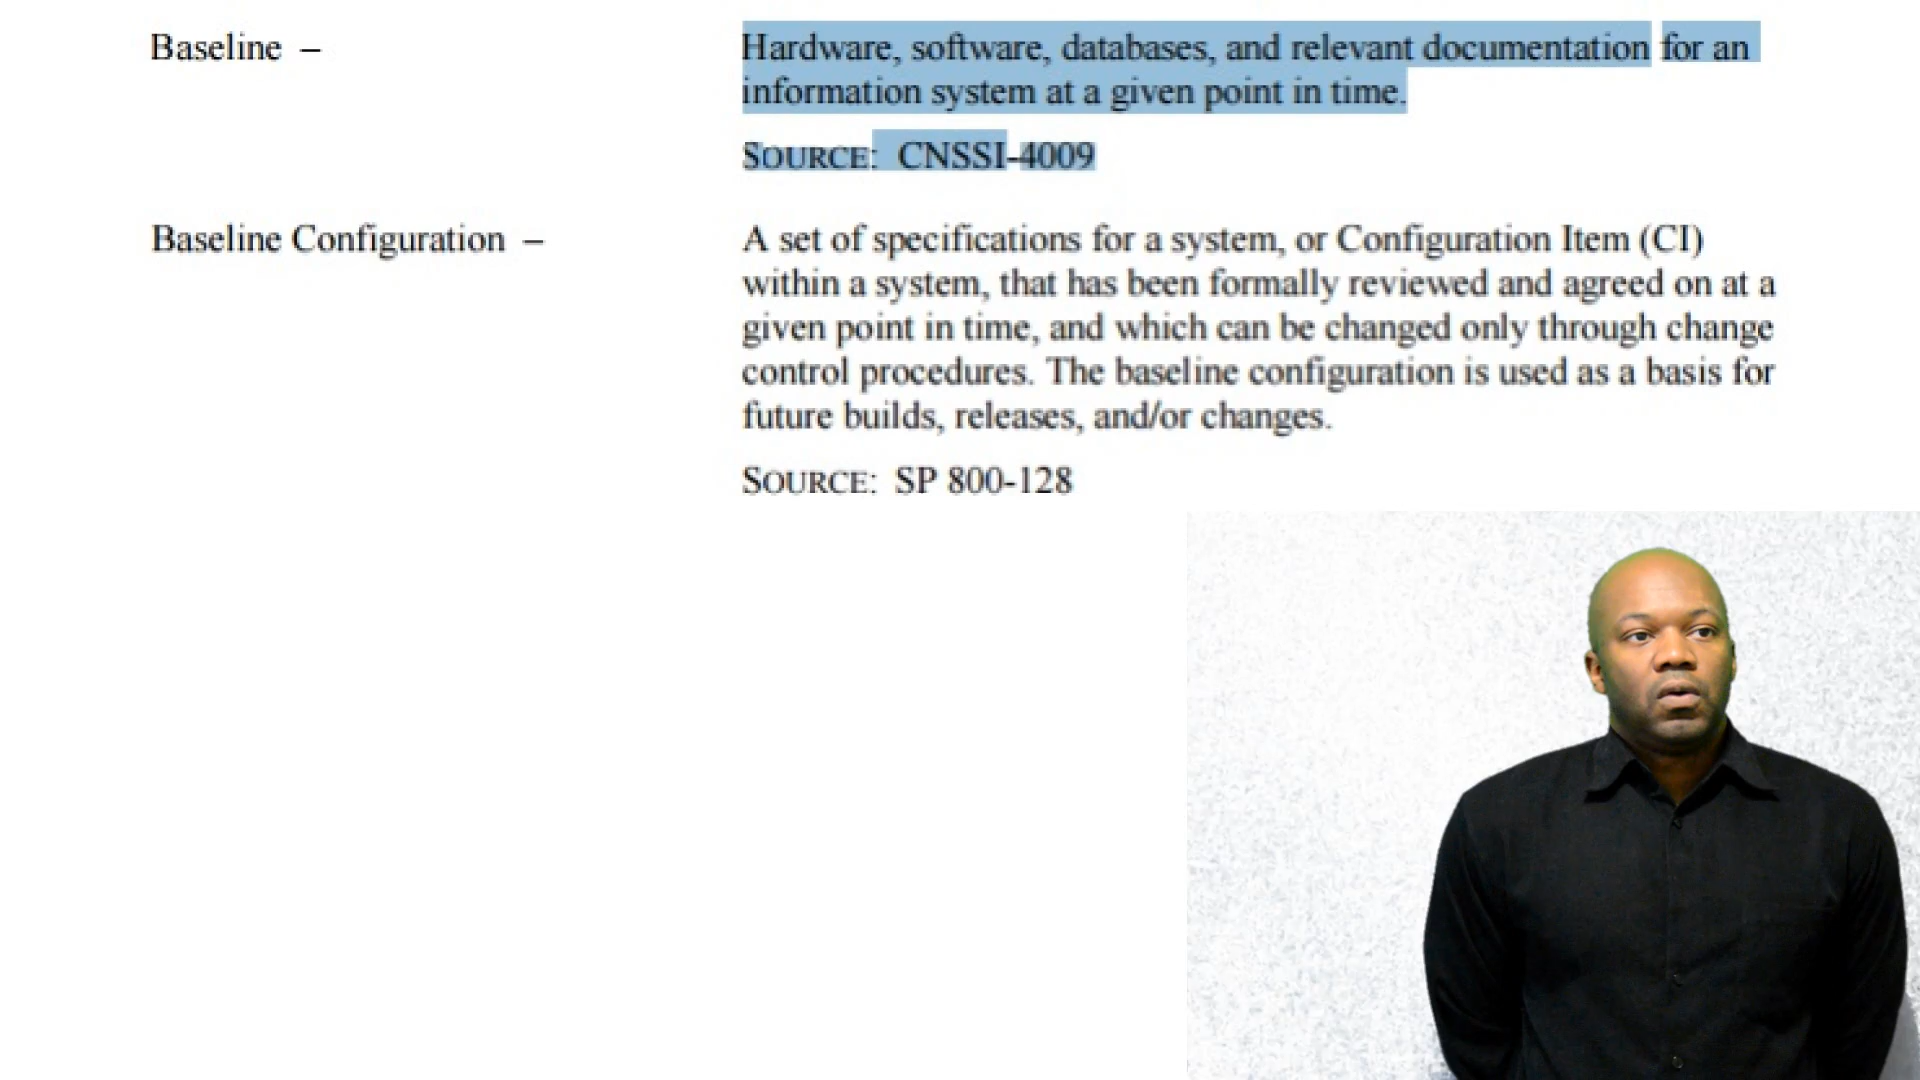 Baseline –
Hardware, software, databases, and relevant documentation for an
information system at a given point in time.
SOURCE: CNSSI-4009
Baseline Configuration –
A set of specifications for a system, or Configuration Item (CI)
within a system, that has been formally reviewed and agreed on at a
given point in time, and which can be changed only through change
control procedures. The baseline configuration is used as a basis for
future builds, releases, and/or changes.
SOURCE: SP 800-128